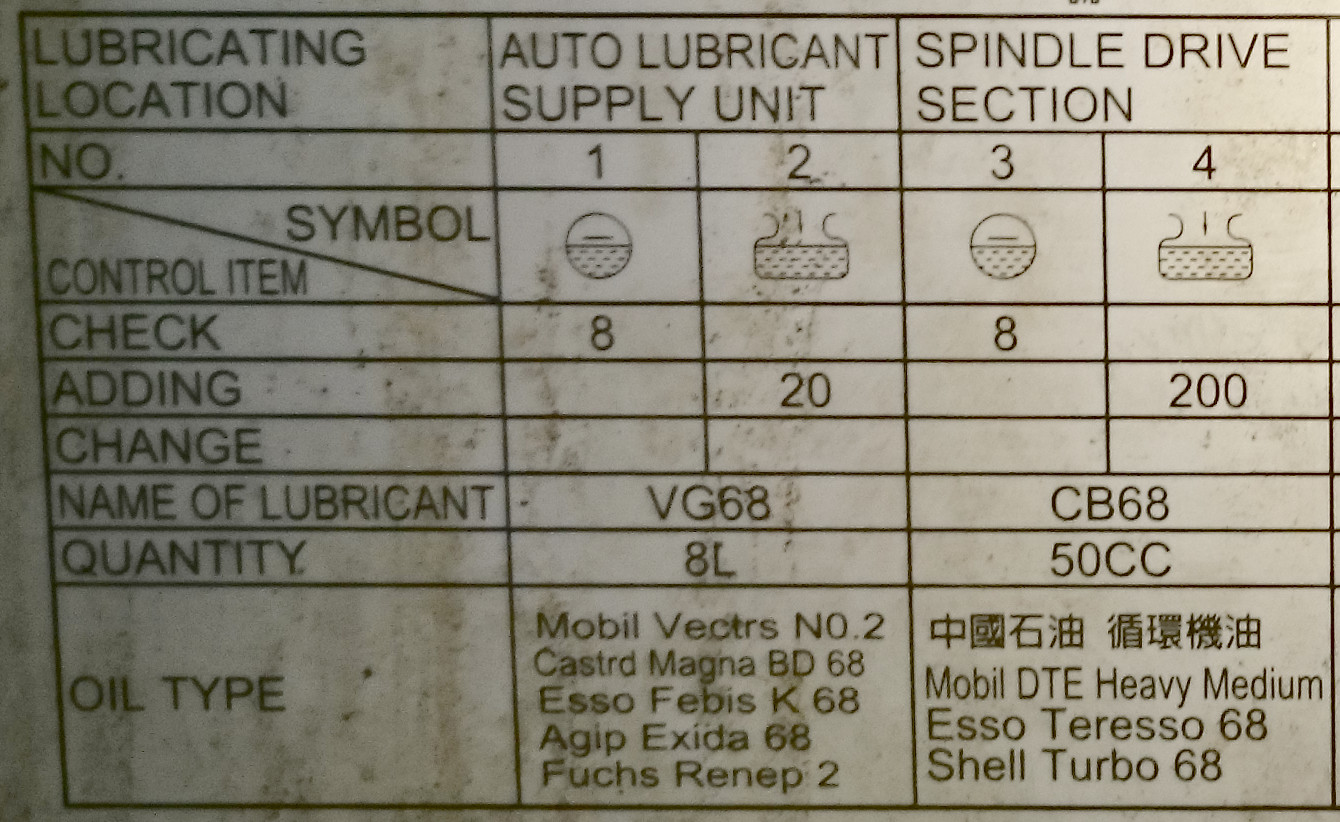 LUBRICATING LOCATION AUTO LUBRICANT SUPPLY UNIT SPINDLE DRIVE SECTION
NO. 1 2 3 4
SYMBOL
CONTROL ITEM
CHECK 8 8
ADDING 20 200
CHANGE
NAME OF LUBRICANT VG68 CB68
QUANTITY 8L 50CC
OIL TYPE
Mobil Vectrs NO.2
Castrd Magna BD 68
Esso Febis K 68
Agip Exida 68
Fuchs Renep 2
中國石油 循環機油
Mobil DTE Heavy Medium
Esso Teresso 68
Shell Turbo 68